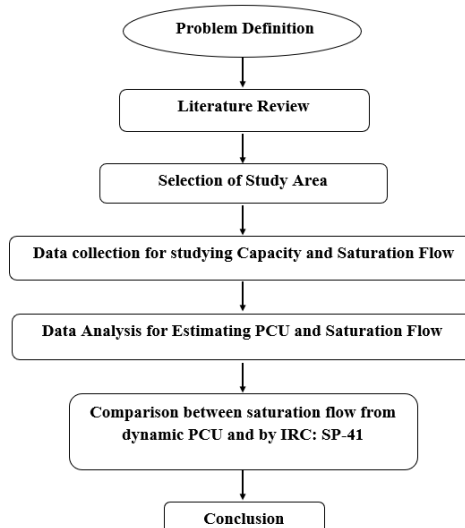 Problem Definition
Literature Review
Selection of Study Area
Data collection for studying Capacity and Saturation Flow
Data Analysis for Estimating PCU and Saturation Flow
Comparison between saturation flow from
dynamic PCU and by IRC: SP-41
Conclusion